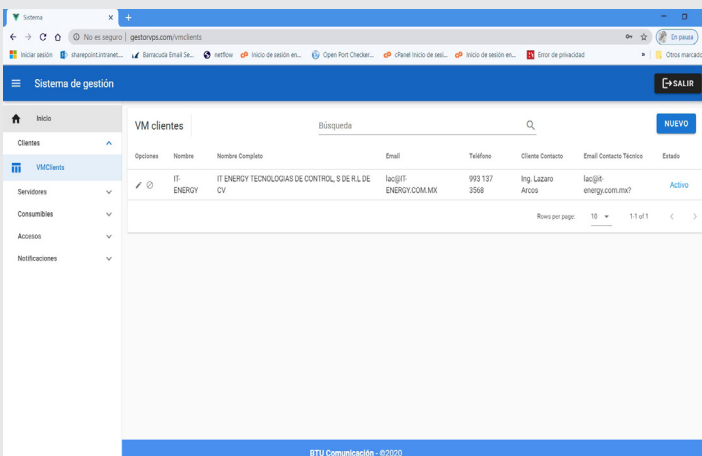 Sistema
No es seguro | gestorvps.com/vmclients
En pausa
Iniciar sesión
sharepoint.intranet...
Barracuda Email Se...
netflow
Inicio de sesión en...
Open Port Checker...
cPanel Inicio de sesi...
Inicio de sesión en...
Error de privacidad
Otros marcado
Sistema de gestión
SALIR
Inicio
Clientes
VMClients
Servidores
Consumibles
Accesos
Notificaciones
VM clientes
Búsqueda
NUEVO
Opciones Nombre Nombre Completo Email Teléfono Cliente Contacto Email Contacto Técnico Estado
IT-
ENERGY
IT ENERGY TECNOLOGIAS DE CONTROL, S DE R.L DE
CV
lac@IT-
ENERGY.COM.MX
993 137
3568
Ing. Lazaro
Arcos
lac@it-
energy.com.mx?
Activo
Rows per page: 10 1-1 of 1
BTU Comunicación - ©2020